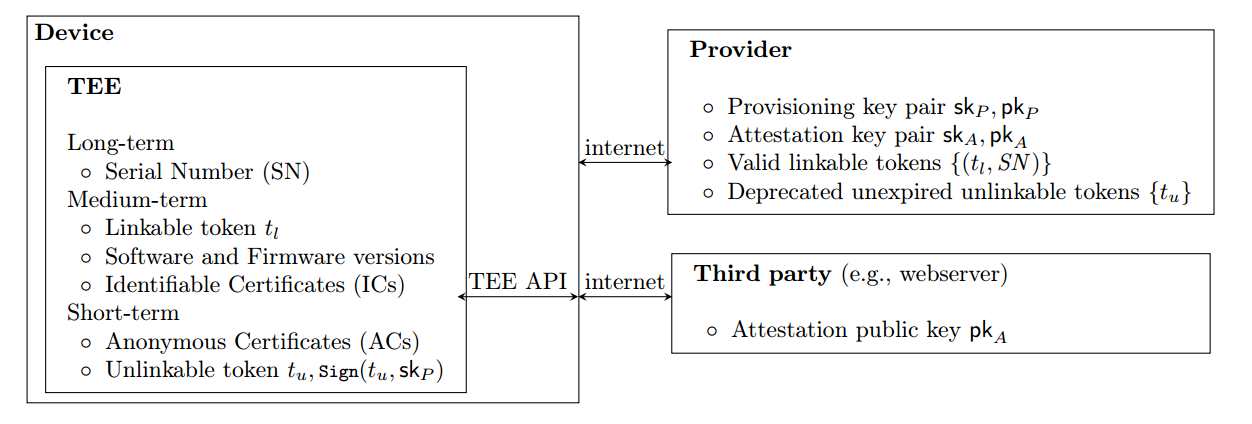 Device
TEE
Long-term
○ Serial Number (SN)
Medium-term
○ Linkable token t_l
○ Software and Firmware versions
○ Identifiable Certificates (ICs)
Short-term
○ Anonymous Certificates (ACs)
○ Unlinkable token t_u, Sign(t_u, sk_P)
TEE API
internet
internet
Provider
○ Provisioning key pair sk_P, pk_P
○ Attestation key pair sk_A, pk_A
○ Valid linkable tokens {(t_l, SN)}
○ Deprecated unexpired unlinkable tokens {t_u}
Third party (e.g., webserver)
○ Attestation public key pk_A